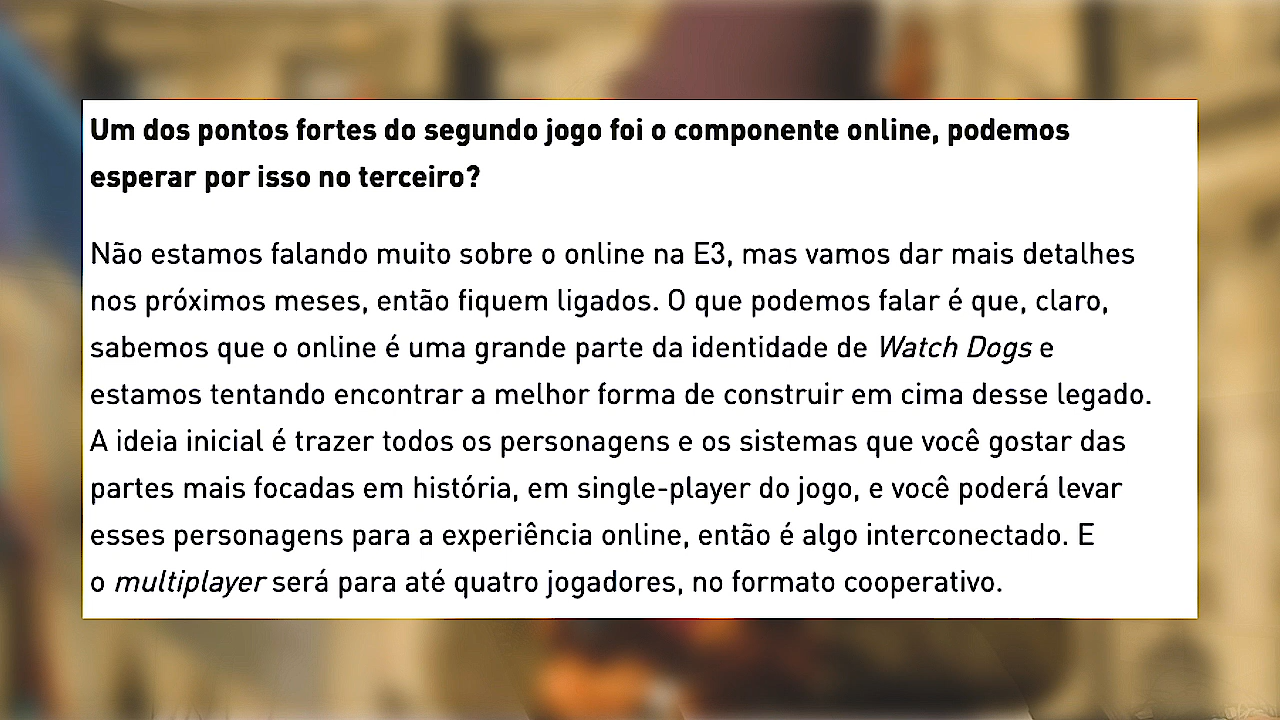 Um dos pontos fortes do segundo jogo foi o componente online, podemos
esperar por isso no terceiro?
Não estamos falando muito sobre o online na E3, mas vamos dar mais detalhes
nos próximos meses, então fiquem ligados. O que podemos falar é que, claro,
sabemos que o online é uma grande parte da identidade de Watch Dogs e
estamos tentando encontrar a melhor forma de construir em cima desse legado.
A ideia inicial é trazer todos os personagens e os sistemas que você gostar das
partes mais focadas em história, em single-player do jogo, e você poderá levar
esses personagens para a experiência online, então é algo interconectado. E
o multiplayer será para até quatro jogadores, no formato cooperativo.